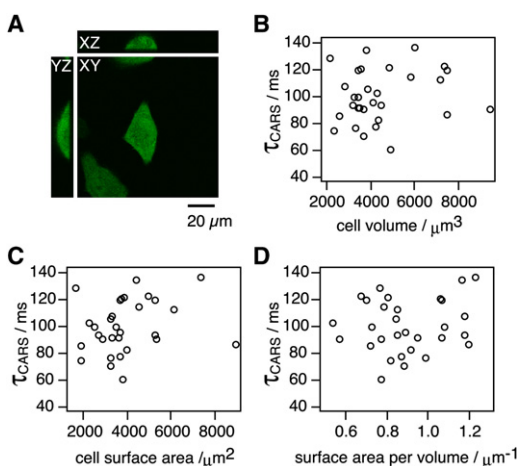 A
XZ
YZ
XY
20 μm
B
140
120
100
80
60
40
τCARS / ms
2000
4000
6000
8000
cell volume / μm³
C
140
120
100
80
60
40
τCARS / ms
2000
4000
6000
8000
cell surface area /μm²
D
140
120
100
80
60
40
τCARS / ms
0.6
0.8
1.0
1.2
surface area per volume / μm⁻¹